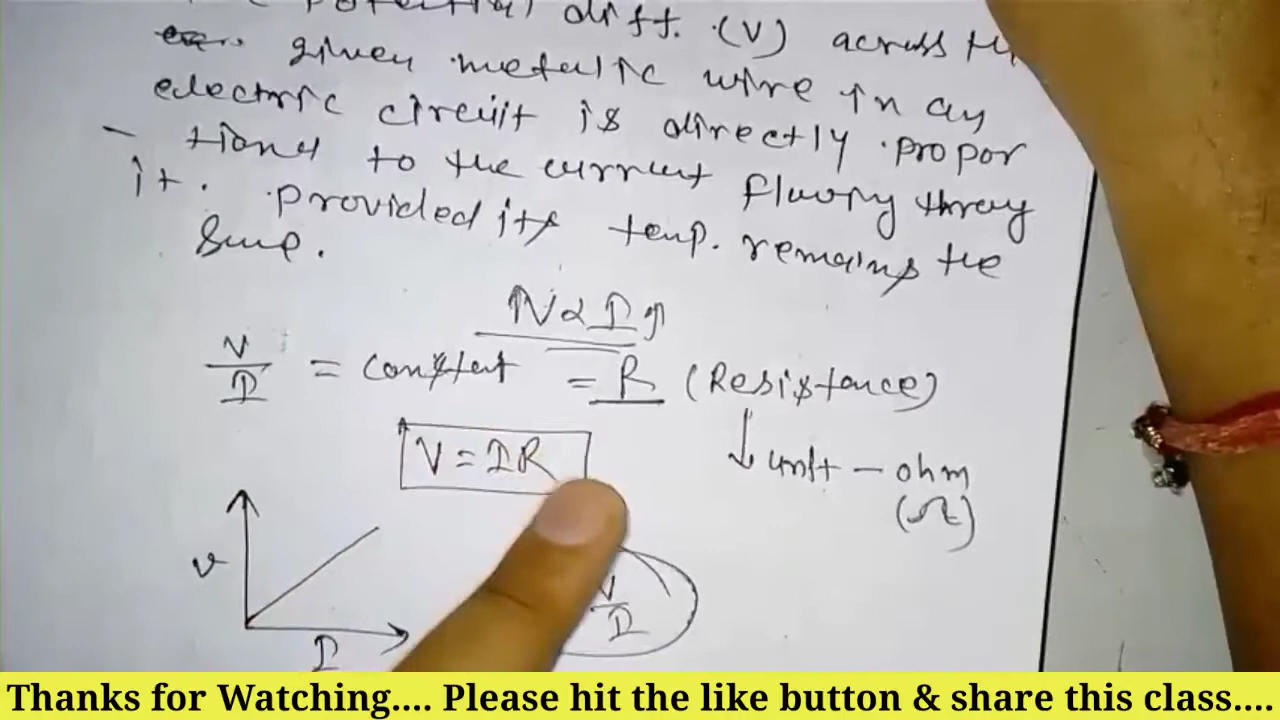 potential diff. (V) across the
given metallic wire in an
electric circuit is directly propor
- tional to the current flowing through
it. provided its temp. remains the
same.
V ∝ I
V/I = constant = R (Resistance)
V = IR
unit - ohm
(Ω)
V
I
V/I
Thanks for Watching.... Please hit the like button & share this class....